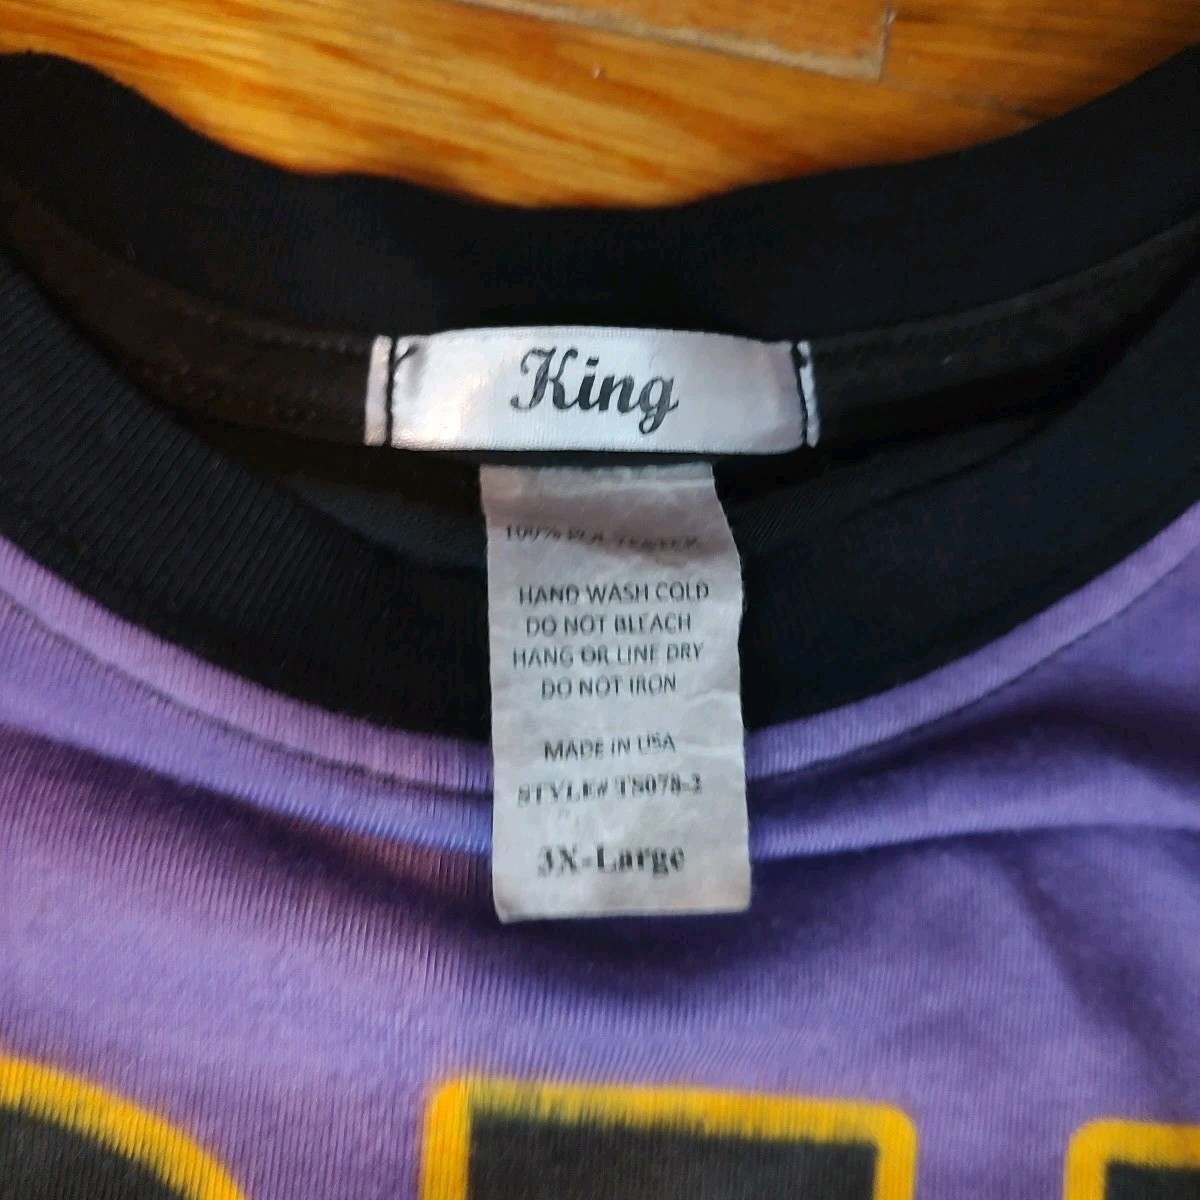 King
100% POLYESTER
HAND WASH COLD
DO NOT BLEACH
HANG OR LINE DRY
DO NOT IRON
MADE IN USA
STYLE# TS078-2
3X-Large